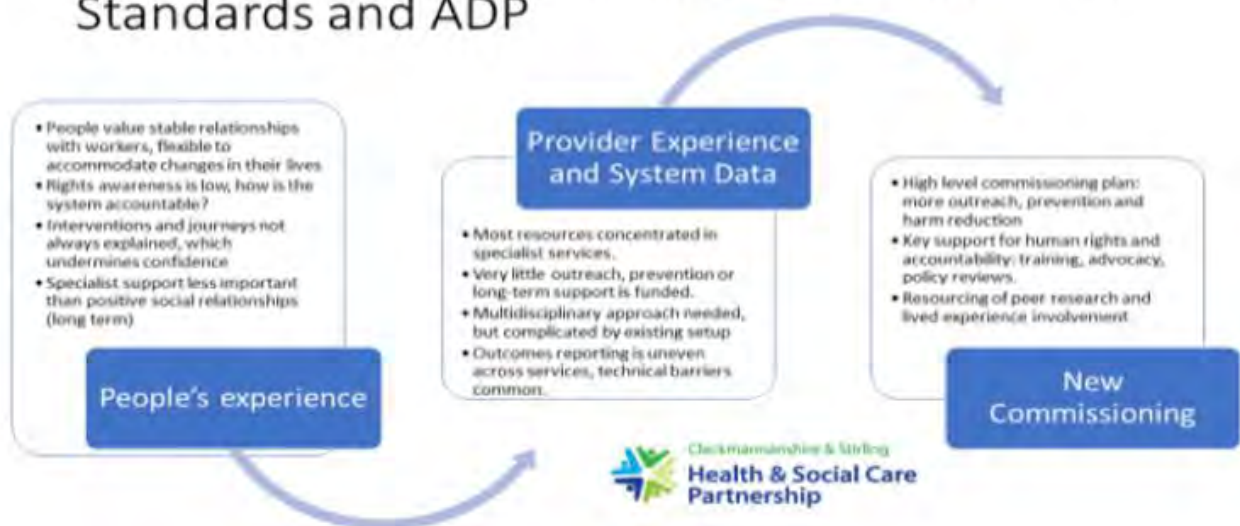 Standards and ADP
• People value stable relationships
with workers, flexible to
accommodate changes in their lives
• Rights awareness is low, how is the
system accountable?
• Interventions and journeys not
always explained, which
undermines confidence
• Specialist support less important
than positive social relationships
(long term)
People's experience
Provider Experience
and System Data
• Most resources concentrated in
specialist services.
• Very little outreach, prevention or
long-term support is funded.
• Multidisciplinary approach needed,
but complicated by existing setup
• Outcomes reporting is uneven
across services, technical barriers
common.
• High level commissioning plan:
more outreach, prevention and
harm reduction
• Key support for human rights and
accountability: training, advocacy,
policy reviews.
• Resourcing of peer research and
lived experience involvement
New
Commissioning
Clackmannanshire & Stirling
Health & Social Care
Partnership